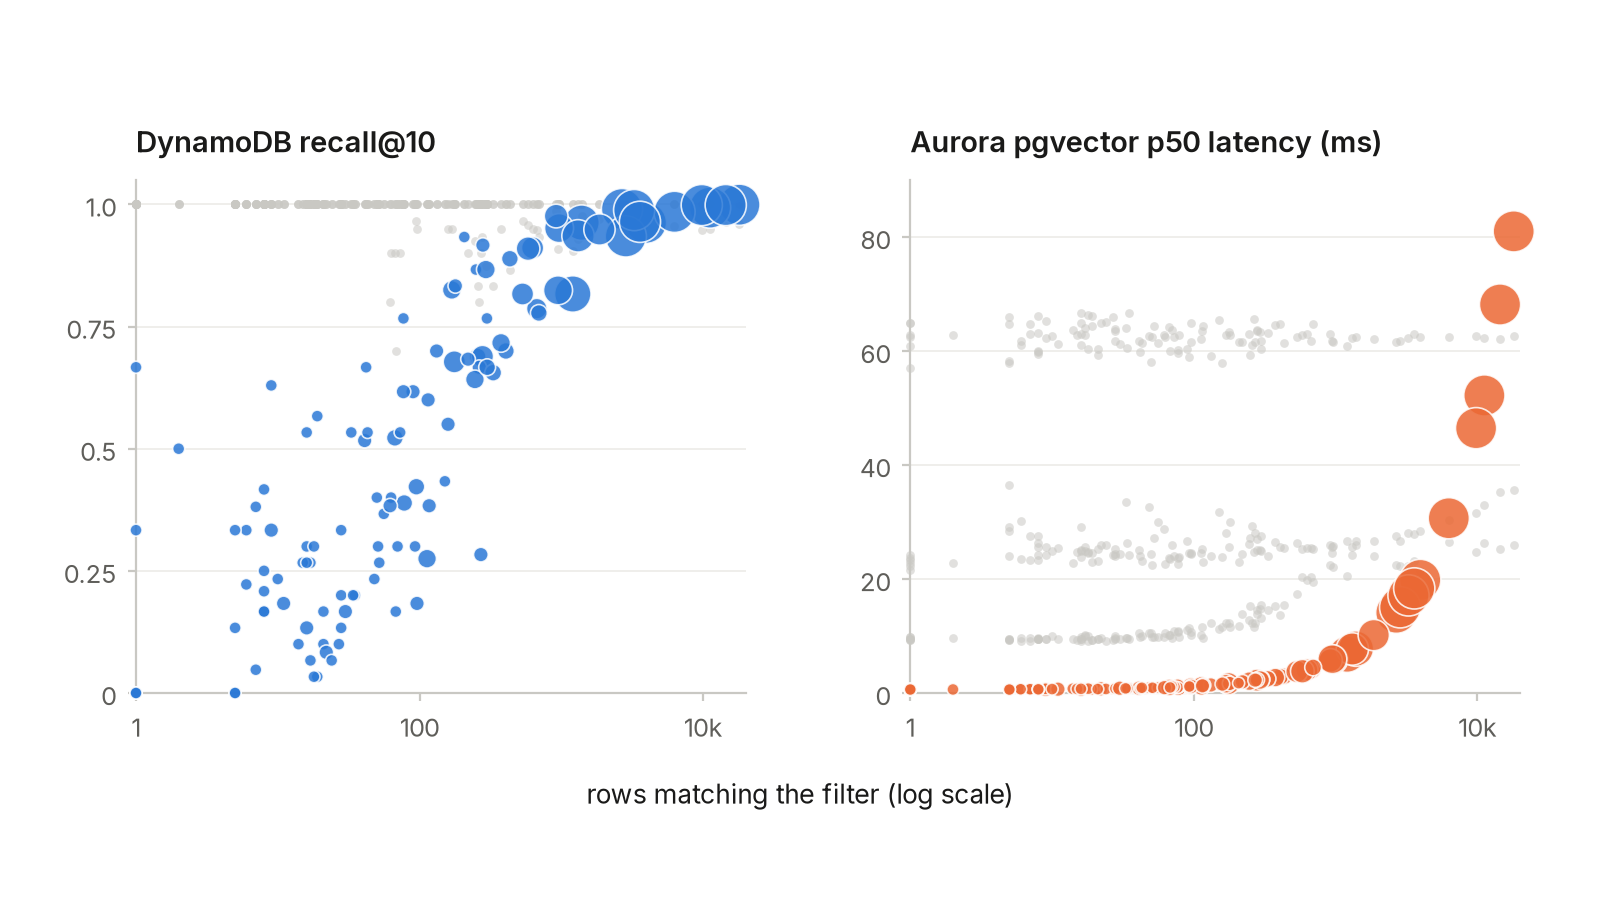 DynamoDB recall@10
1.0
0.75
0.5
0.25
0
1
100
10k
Aurora pgvector p50 latency (ms)
80
60
40
20
0
1
100
10k
rows matching the filter (log scale)